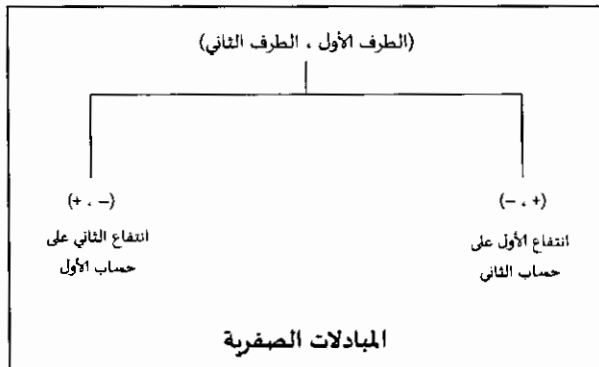 (الطرف الأول ، الطرف الثاني)
(+ ، −)
انتفاع الأول على
حساب الثاني
(− ، +)
انتفاع الثاني على
حساب الأول
المبادلات الصفرية